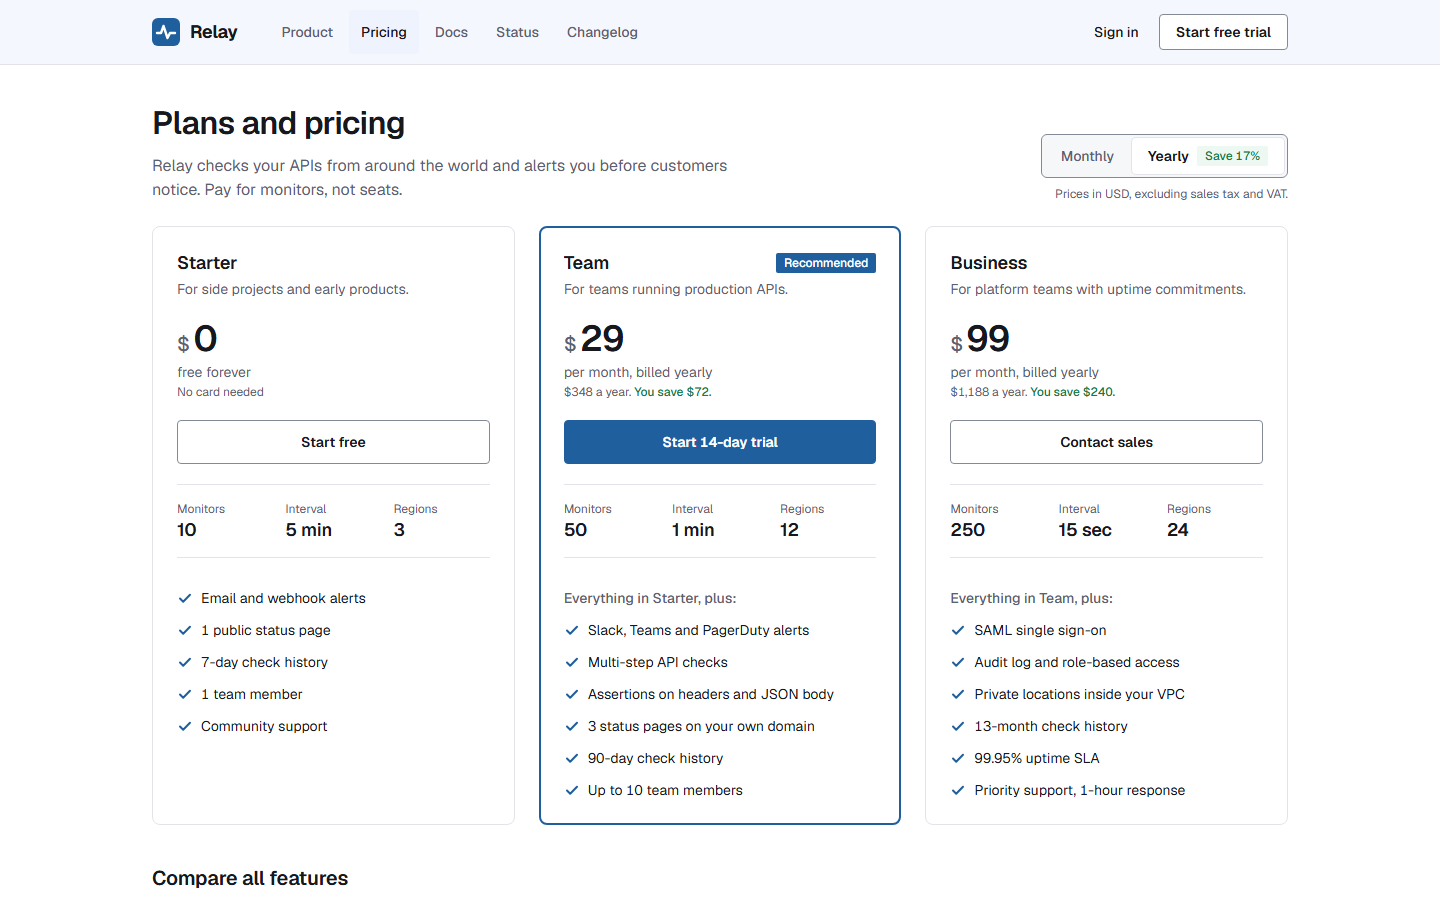 Relay
Product Pricing Docs Status Changelog
Sign in
Start free trial
Plans and pricing
Relay checks your APIs from around the world and alerts you before customers
notice. Pay for monitors, not seats.
Monthly Yearly Save 17%
Prices in USD, excluding sales tax and VAT.
Starter
For side projects and early products.
$0
free forever
No card needed
Start free
Monitors Interval Regions
10 5 min 3
Email and webhook alerts
1 public status page
7-day check history
1 team member
Community support
Team Recommended
For teams running production APIs.
$29
per month, billed yearly
$348 a year. You save $72.
Start 14-day trial
Monitors Interval Regions
50 1 min 12
Everything in Starter, plus:
Slack, Teams and PagerDuty alerts
Multi-step API checks
Assertions on headers and JSON body
3 status pages on your own domain
90-day check history
Up to 10 team members
Business
For platform teams with uptime commitments.
$99
per month, billed yearly
$1,188 a year. You save $240.
Contact sales
Monitors Interval Regions
250 15 sec 24
Everything in Team, plus:
SAML single sign-on
Audit log and role-based access
Private locations inside your VPC
13-month check history
99.95% uptime SLA
Priority support, 1-hour response
Compare all features